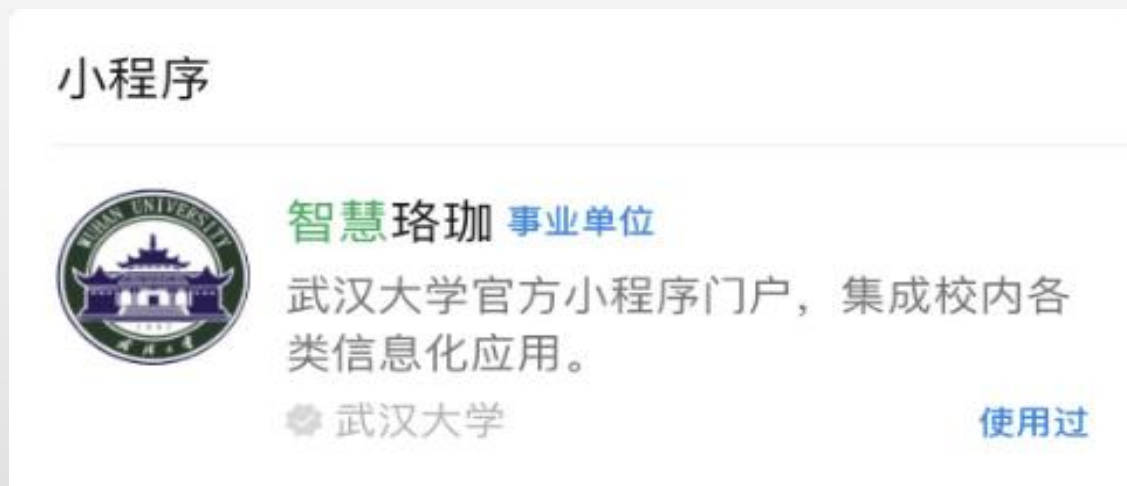 小程序
WUHAN UNIVERSITY
智慧珞珈 事业单位
武汉大学官方小程序门户，集成校内各
类信息化应用。
武汉大学
使用过